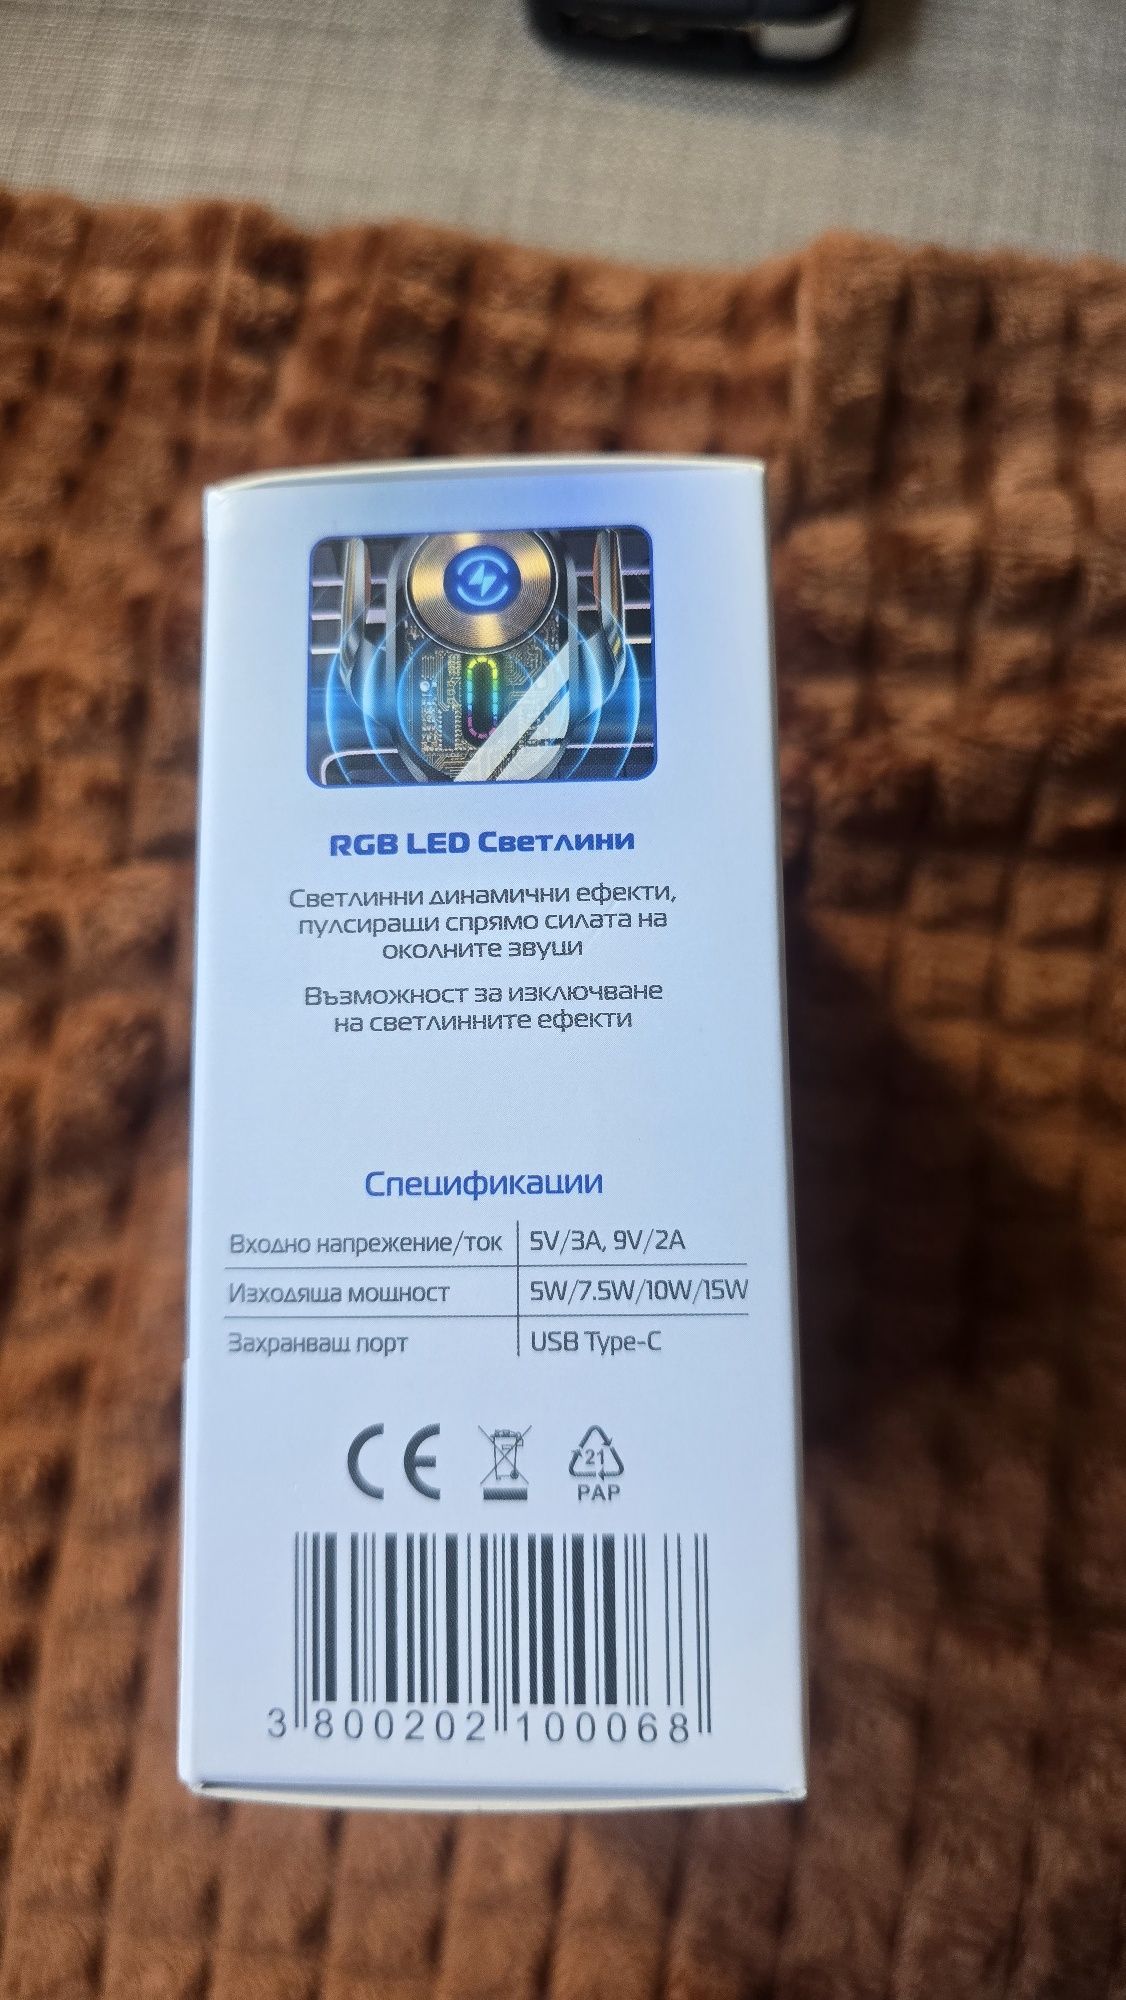 RGB LED Светлини
Светлинни динамични ефекти,
пулсиращи спрямо силата на
околните звуци
Възможност за изключване
на светлинните ефекти
Спецификации
Входно напрежение/ток 5V/3A, 9V/2A
Изходяща мощност 5W/7.5W/10W/15W
Захранващ порт USB Type-C
CE 21
PAP
3 800202 100068